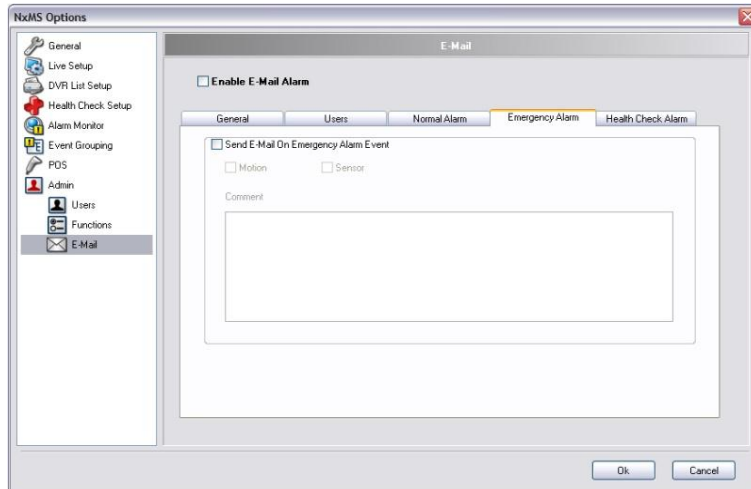 NxMS Options
General
Live Setup
DVR List Setup
Health Check Setup
Alarm Monitor
Event Grouping
POS
Admin
Users
Functions
E-Mail
E-Mail
Enable E-Mail Alarm
General Users Normal Alarm Emergency Alarm Health Check Alarm
Send E-Mail On Emergency Alarm Event
Motion Sensor
Comment
Ok Cancel